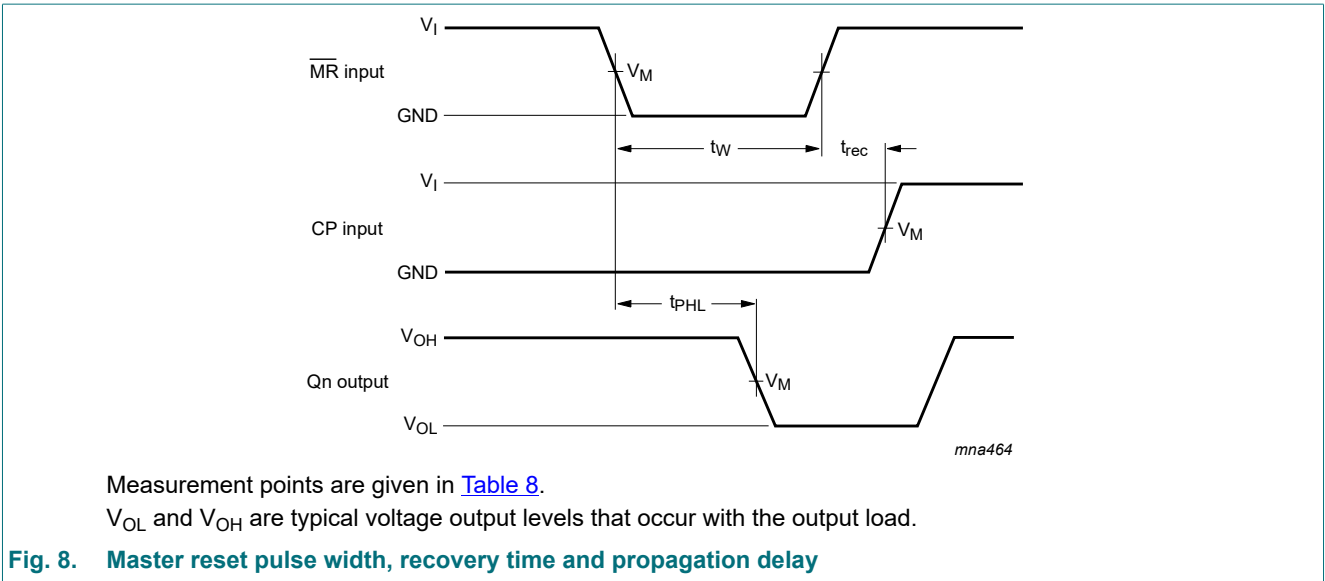 VI
MR input
VM
GND
tW
trec
VI
CP input
VM
GND
tPHL
VOH
Qn output
VM
VOL
mna464
Measurement points are given in Table 8.
VOL and VOH are typical voltage output levels that occur with the output load.
Fig. 8. Master reset pulse width, recovery time and propagation delay